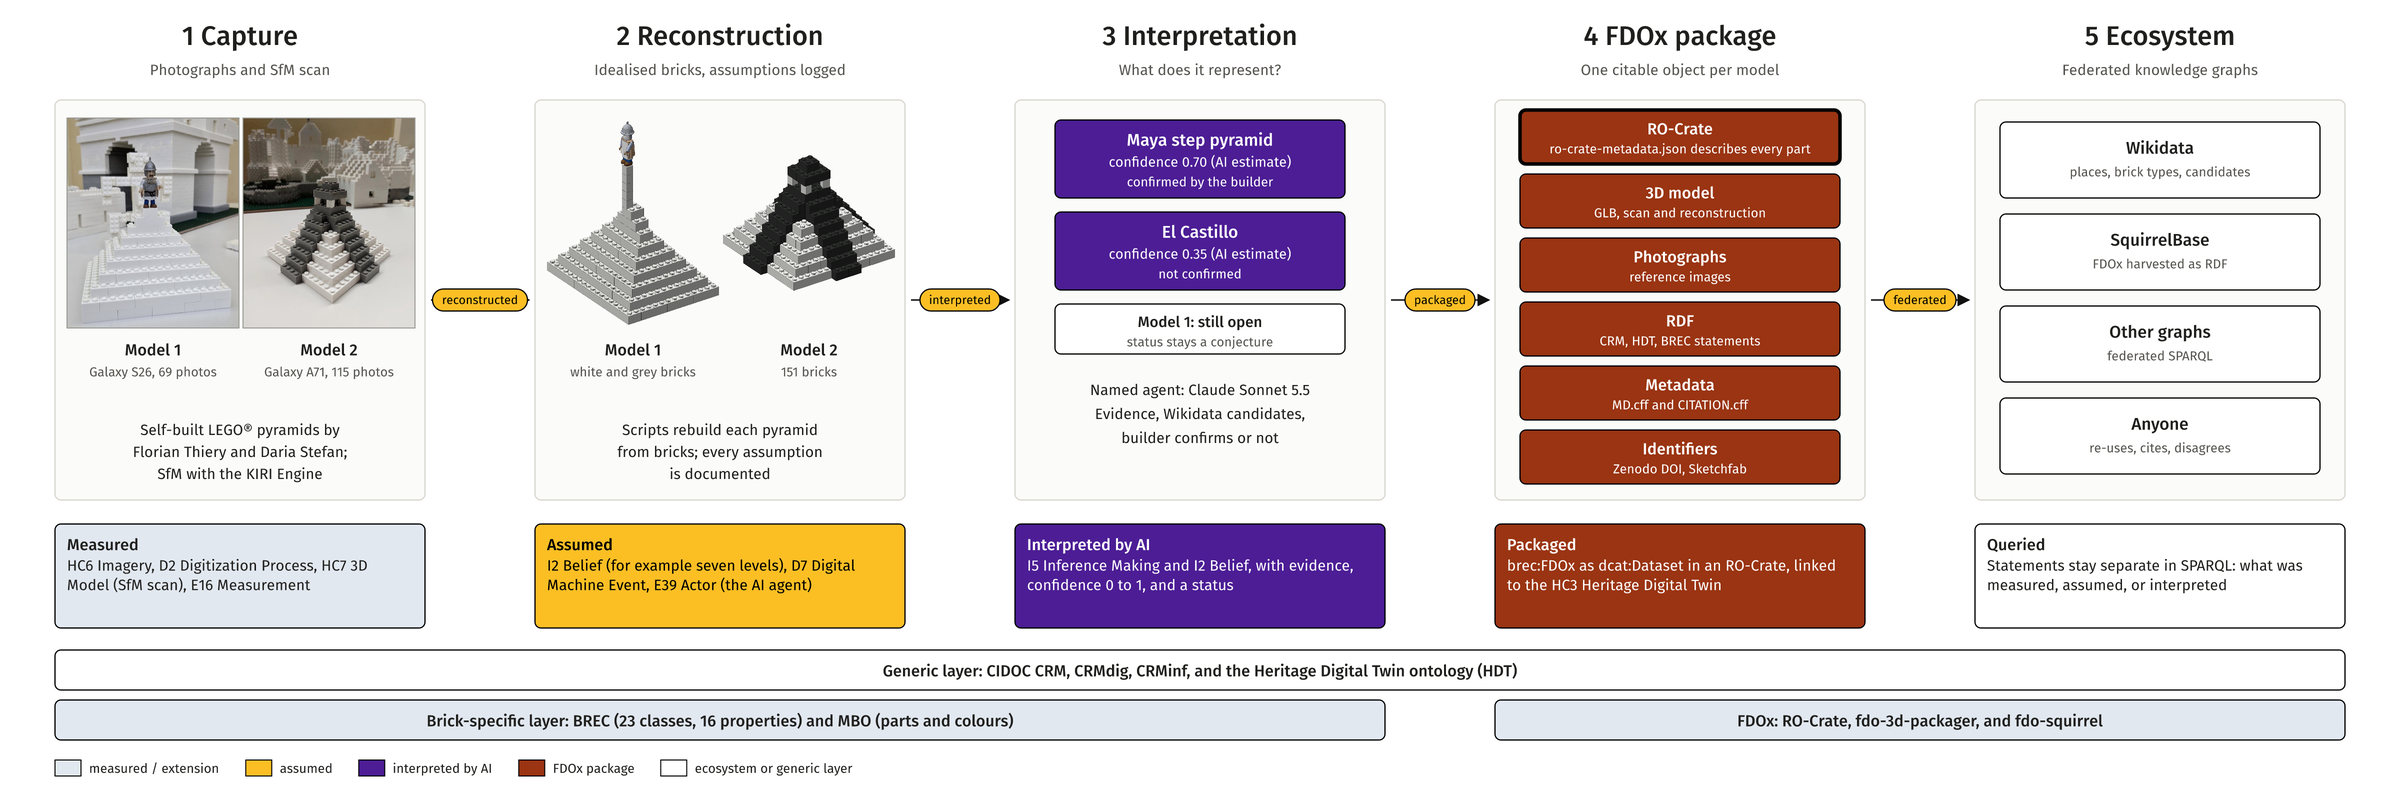 1 Capture
Photographs and SfM scan
Model 1
Galaxy S26, 69 photos
Model 2
Galaxy A71, 115 photos
Self-built LEGO® pyramids by
Florian Thiery and Daria Stefan;
SfM with the KIRI Engine
reconstructed
2 Reconstruction
Idealised bricks, assumptions logged
Model 1
white and grey bricks
Model 2
151 bricks
Scripts rebuild each pyramid
from bricks; every assumption
is documented
interpreted
3 Interpretation
What does it represent?
Maya step pyramid
confidence 0.70 (AI estimate)
confirmed by the builder
El Castillo
confidence 0.35 (AI estimate)
not confirmed
Model 1: still open
status stays a conjecture
Named agent: Claude Sonnet 5.5
Evidence, Wikidata candidates,
builder confirms or not
packaged
4 FDOx package
One citable object per model
RO-Crate
ro-crate-metadata.json describes every part
3D model
GLB, scan and reconstruction
Photographs
reference images
RDF
CRM, HDT, BREC statements
Metadata
MD.cff and CITATION.cff
Identifiers
Zenodo DOI, Sketchfab
federated
5 Ecosystem
Federated knowledge graphs
Wikidata
places, brick types, candidates
SquirrelBase
FDOx harvested as RDF
Other graphs
federated SPARQL
Anyone
re-uses, cites, disagrees
Measured
HC6 Imagery, D2 Digitization Process, HC7 3D
Model (SfM scan), E16 Measurement
Assumed
I2 Belief (for example seven levels), D7 Digital
Machine Event, E39 Actor (the AI agent)
Interpreted by AI
I5 Inference Making and I2 Belief, with evidence,
confidence 0 to 1, and a status
Packaged
brec:FDOx as dcat:Dataset in an RO-Crate, linked
to the HC3 Heritage Digital Twin
Queried
Statements stay separate in SPARQL: what was
measured, assumed, or interpreted
Generic layer: CIDOC CRM, CRMdig, CRMinf, and the Heritage Digital Twin ontology (HDT)
Brick-specific layer: BREC (23 classes, 16 properties) and MBO (parts and colours)
FDOx: RO-Crate, fdo-3d-packager, and fdo-squirrel
measured / extension
assumed
interpreted by AI
FDOx package
ecosystem or generic layer